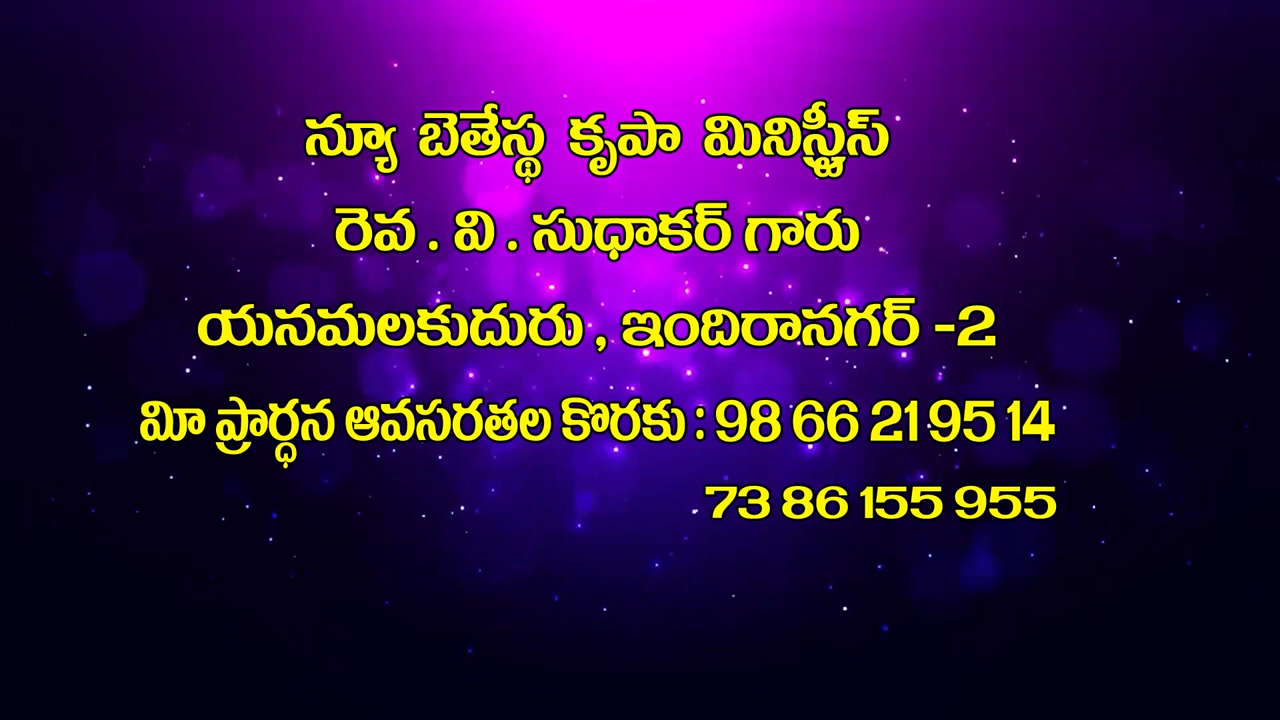 న్యూ బెతేస్థ కృపా మినిస్ట్రీస్
రెవ . వి . సుధాకర్ గారు
యనమలకుదురు , ఇందిరానగర్ -2
మీ ప్రార్ధన ఆవసరతల కొరకు : 98 66 21 95 14
73 86 155 955